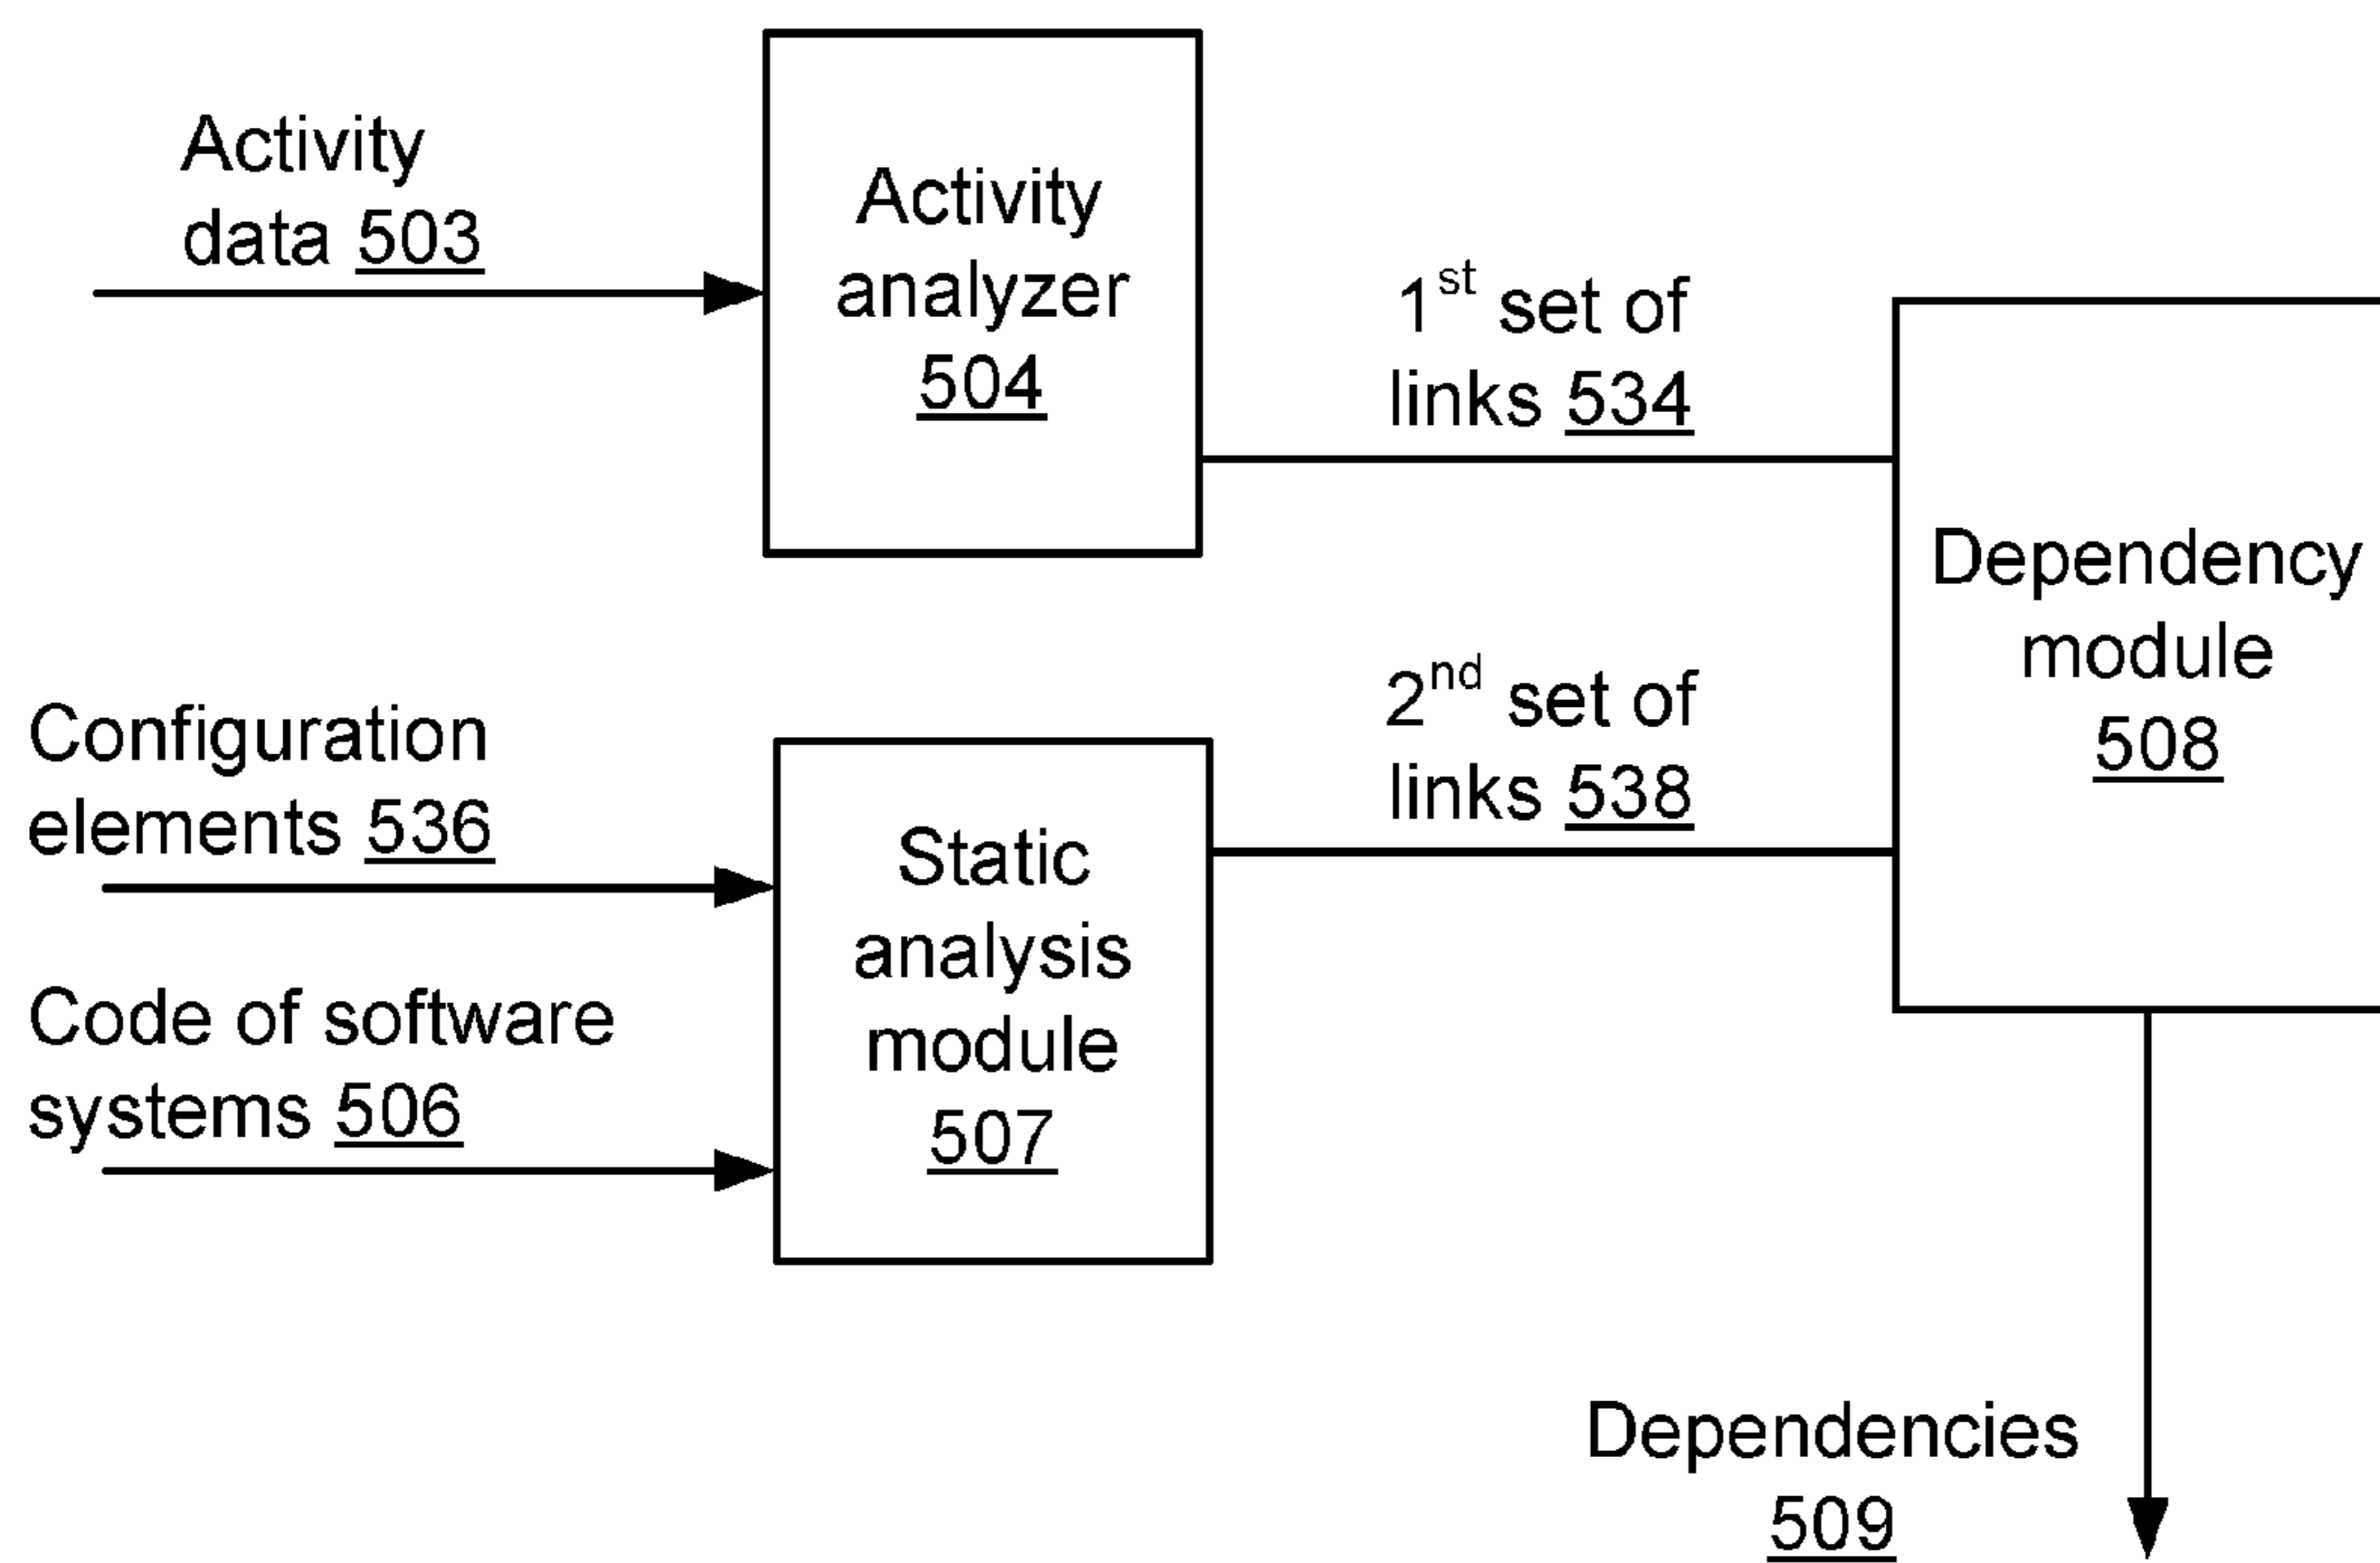 Activity
data 503
Activity
analyzer
504
1st set of
links 534
Dependency
module
508
2nd set of
links 538
Configuration
elements 536
Code of software
systems 506
Static
analysis
module
507
Dependencies
509